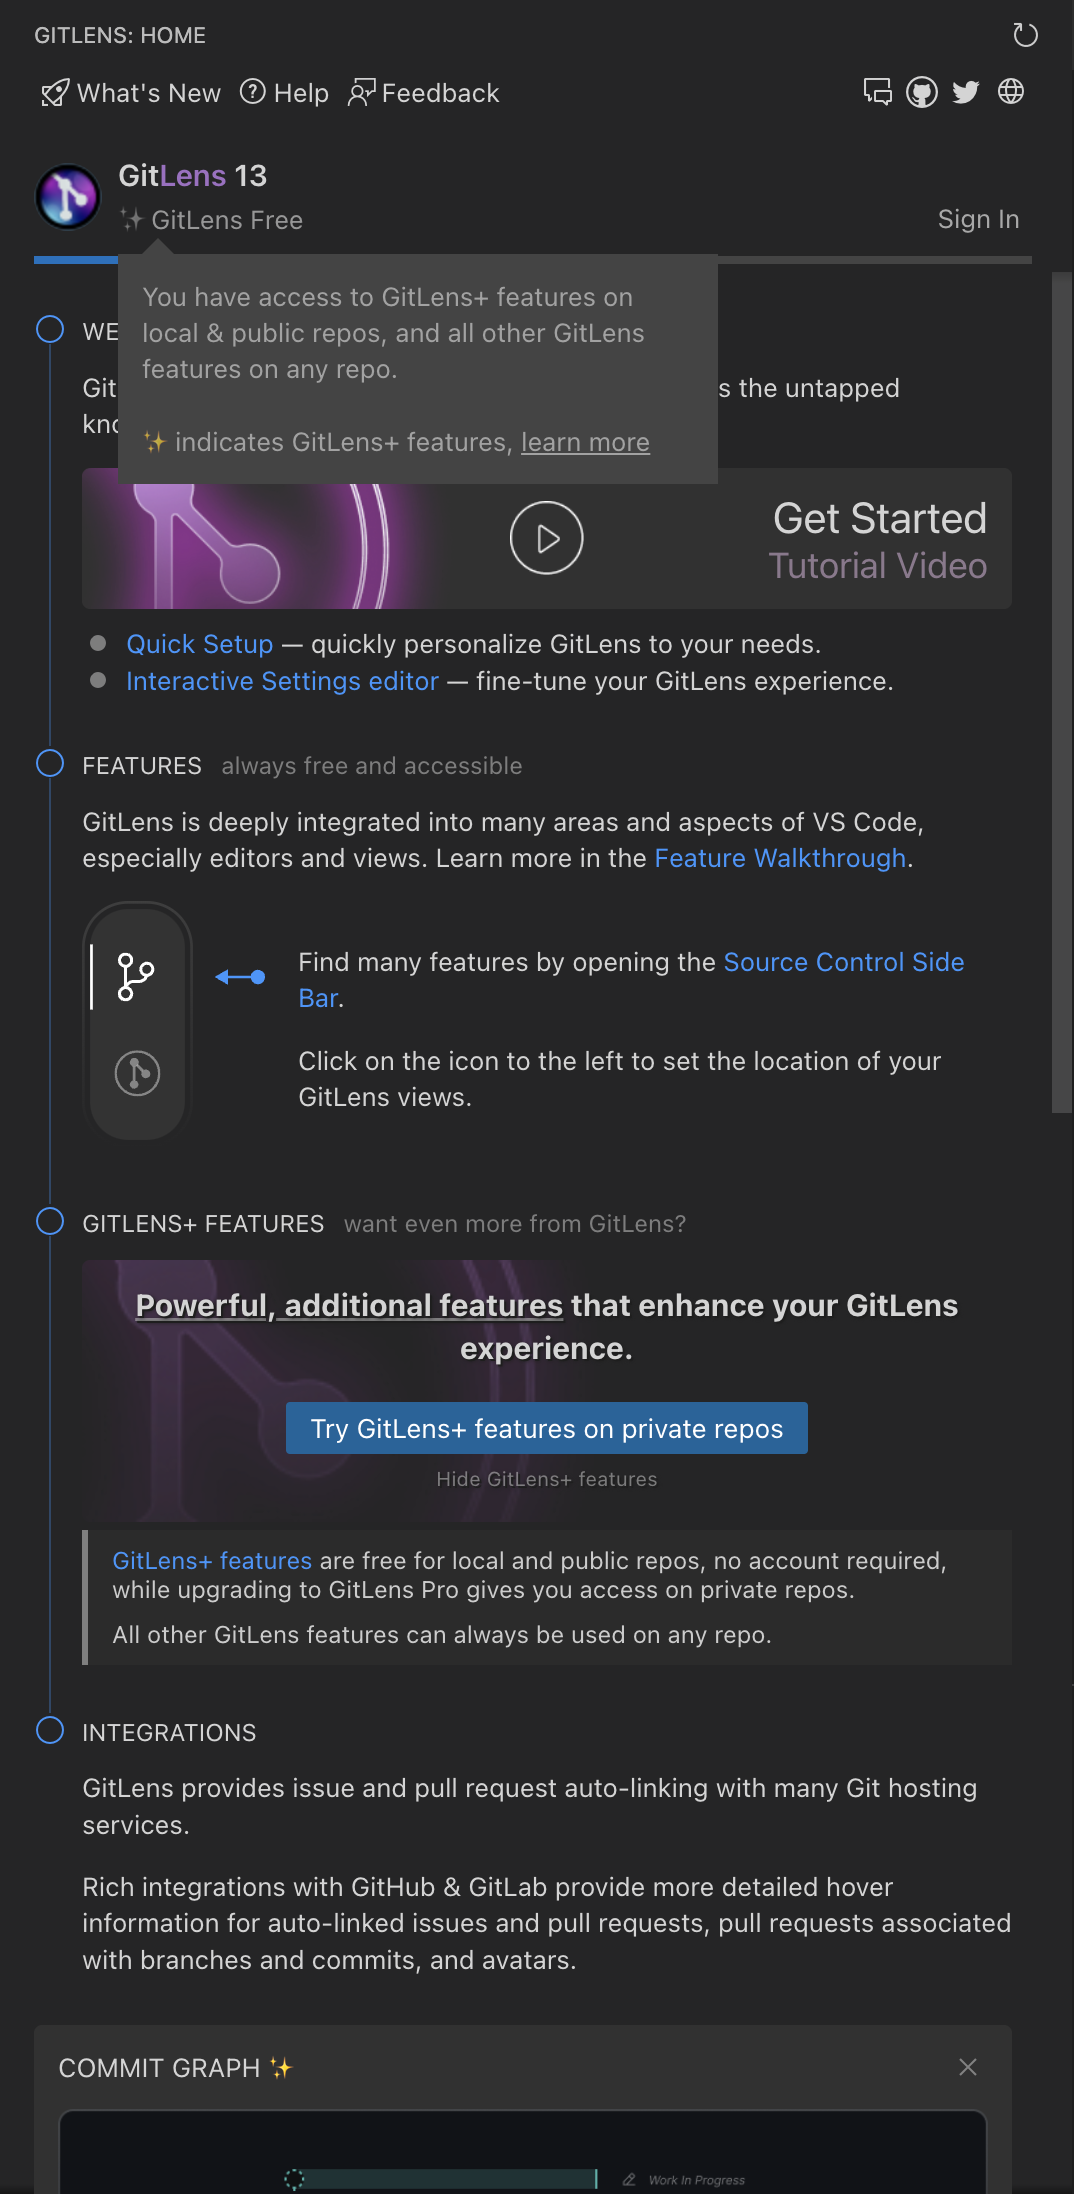 GITLENS: HOME
What's New Help Feedback
GitLens 13
✨ GitLens Free
Sign In
You have access to GitLens+ features on
local & public repos, and all other GitLens
features on any repo.
✨ indicates GitLens+ features, learn more
s the untapped
Get Started
Tutorial Video
Quick Setup — quickly personalize GitLens to your needs.
Interactive Settings editor — fine-tune your GitLens experience.
FEATURES always free and accessible
GitLens is deeply integrated into many areas and aspects of VS Code,
especially editors and views. Learn more in the Feature Walkthrough.
Find many features by opening the Source Control Side
Bar.
Click on the icon to the left to set the location of your
GitLens views.
GITLENS+ FEATURES want even more from GitLens?
Powerful, additional features that enhance your GitLens
experience.
Try GitLens+ features on private repos
Hide GitLens+ features
GitLens+ features are free for local and public repos, no account required,
while upgrading to GitLens Pro gives you access on private repos.
All other GitLens features can always be used on any repo.
INTEGRATIONS
GitLens provides issue and pull request auto-linking with many Git hosting
services.
Rich integrations with GitHub & GitLab provide more detailed hover
information for auto-linked issues and pull requests, pull requests associated
with branches and commits, and avatars.
COMMIT GRAPH ✨
Work In Progress